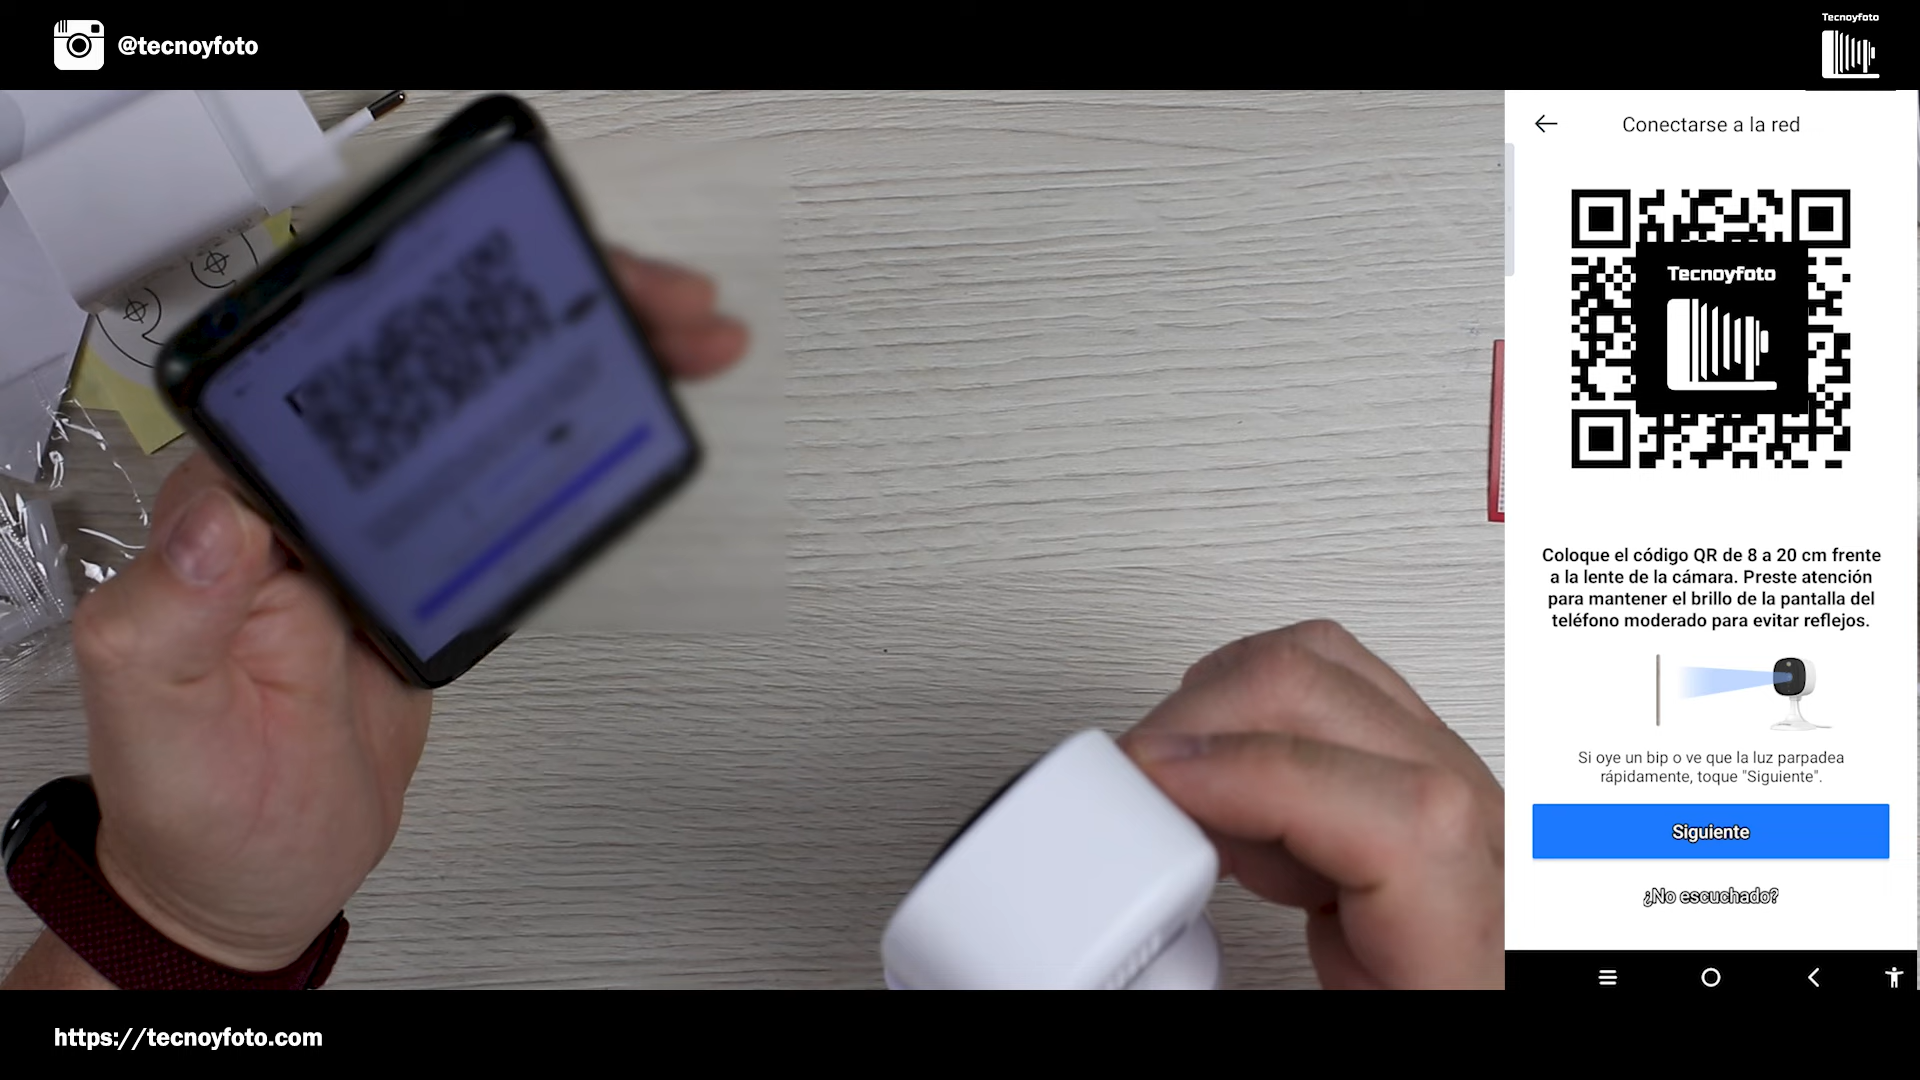 @tecnoyfoto
Tecnoyfoto
Conectarse a la red
Tecnoyfoto
Coloque el código QR de 8 a 20 cm frente
a la lente de la cámara. Preste atención
para mantener el brillo de la pantalla del
teléfono moderado para evitar reflejos.
Si oye un bip o ve que la luz parpadea
rápidamente, toque "Siguiente".
Siguiente
¿No escuchado?
https://tecnoyfoto.com